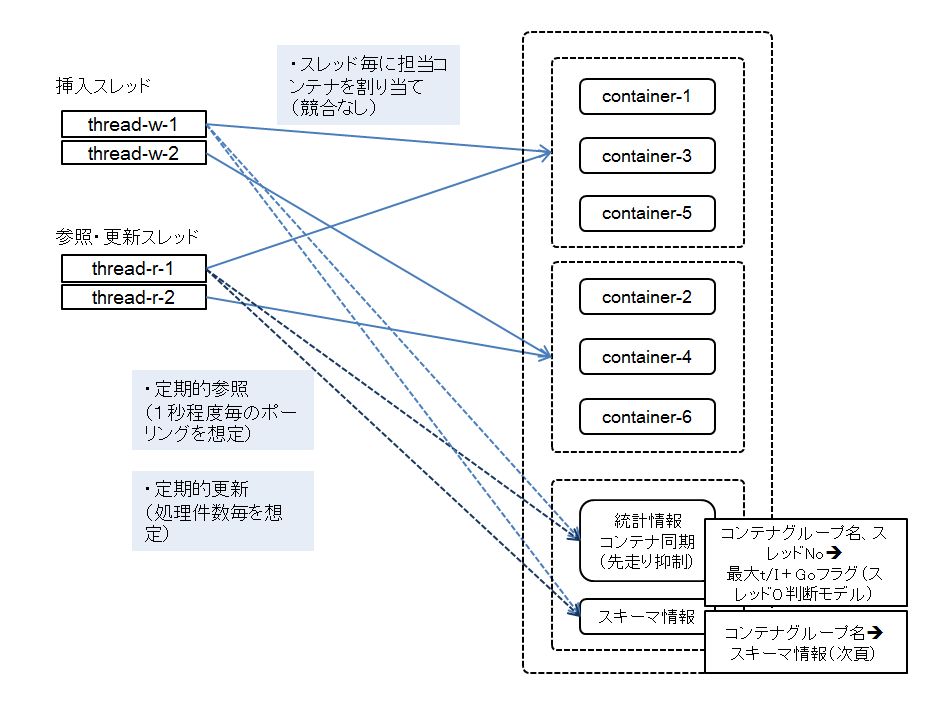 ・スレッド毎に担当コ
ンテナを割り当て
（競合なし）
挿入スレッド
thread-w-1
thread-w-2
参照・更新スレッド
thread-r-1
thread-r-2
・定期的参照
（１秒程度毎のポー
リングを想定）
・定期的更新
（処理件数毎を想
定）
container-1
container-3
container-5
container-2
container-4
container-6
統計情報
コンテナ同期
（先走り抑制）
スキーマ情報
コンテナグループ名、ス
レッドNo➔
最大t/I＋Goフラグ（ス
レッド０判断モデル）
コンテナグループ名➔
スキーマ情報（次頁）